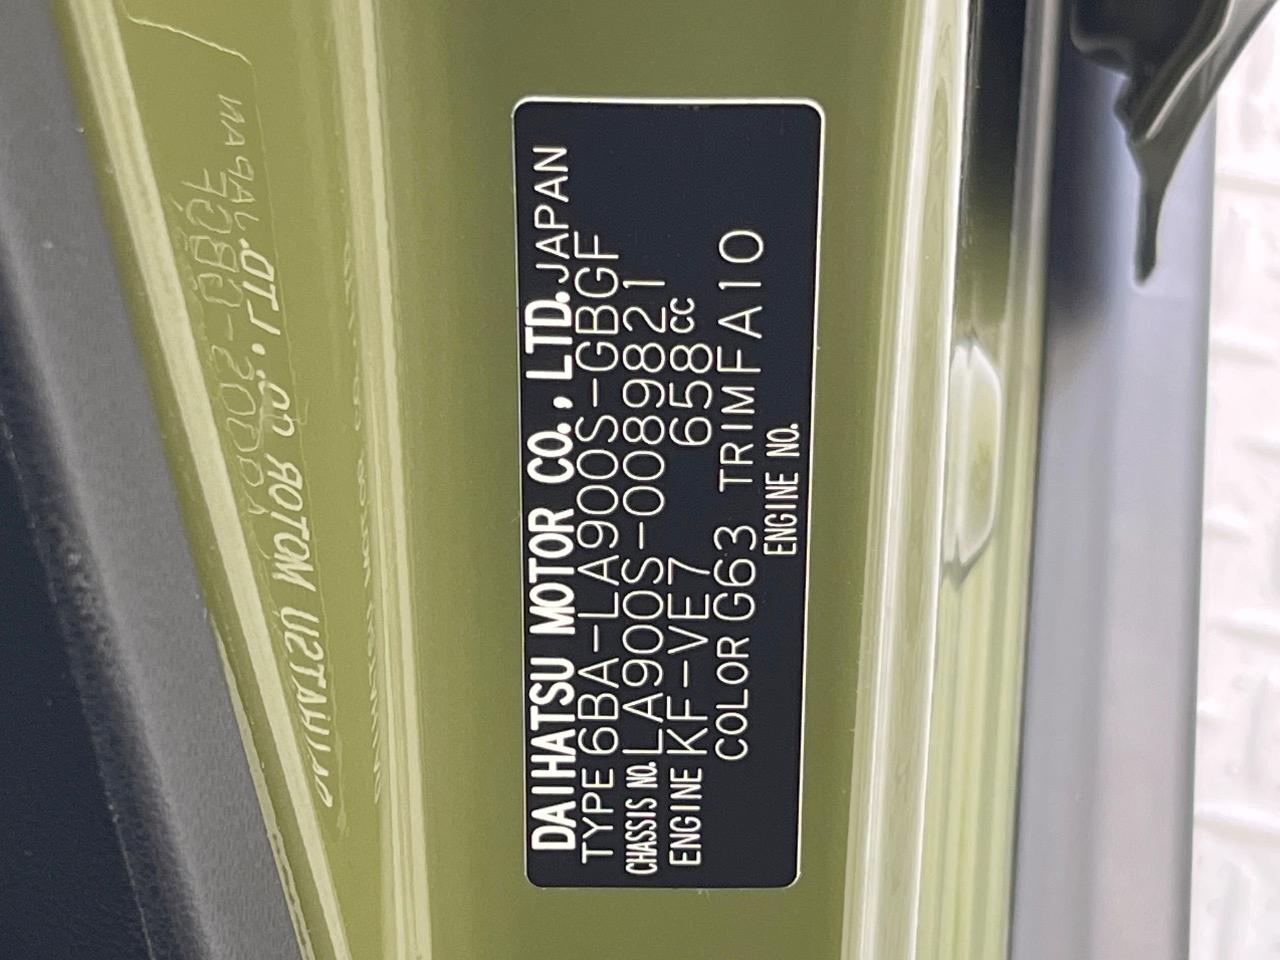 DAIHATSU MOTOR CO., LTD. JAPAN
TYPE 6BA-LA900S-GBGF
CHASSIS NO. LA900S-0089821
ENGINE KF-VE7 658cc
COLOR G63 TRIM FA10
ENGINE NO.